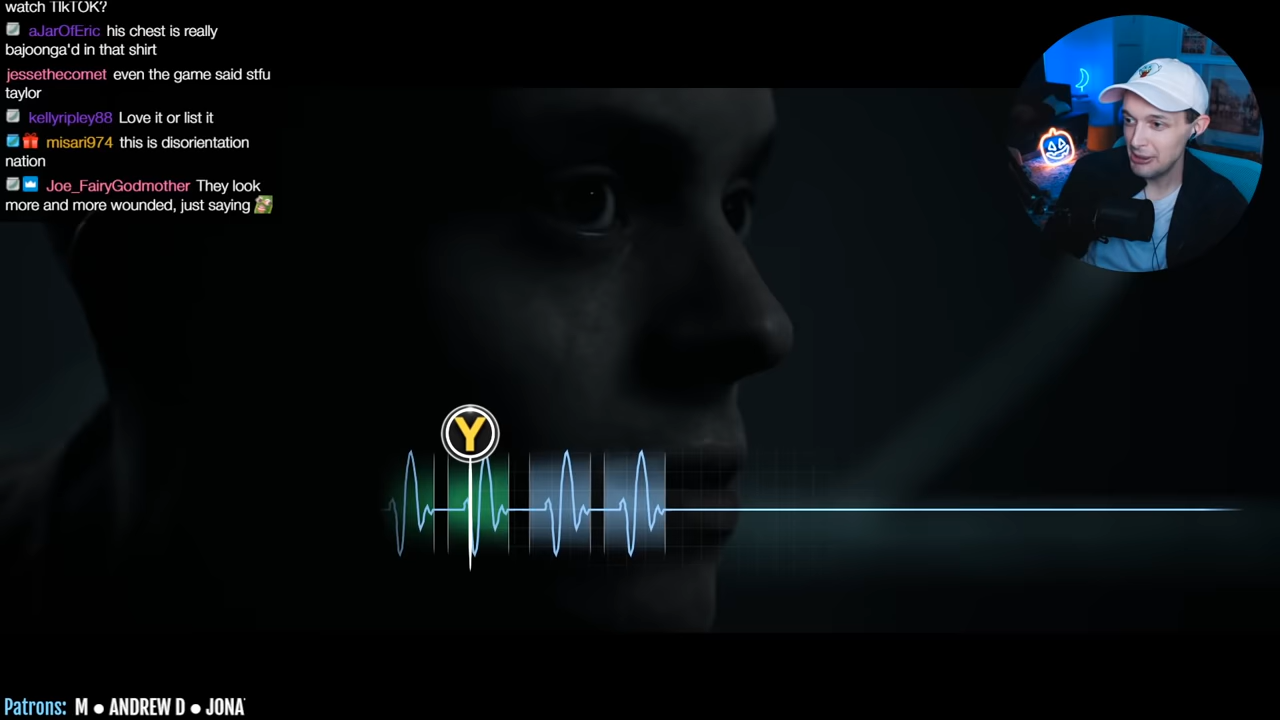 watch TikTOK?
aJarOfEric his chest is really
bajoonga'd in that shirt
jessethecomet even the game said stfu
taylor
kellyripley88 Love it or list it
misari974 this is disorientation
nation
Joe_FairyGodmother They look
more and more wounded, just saying
Y
Patrons: M ● ANDREW D ● JONA